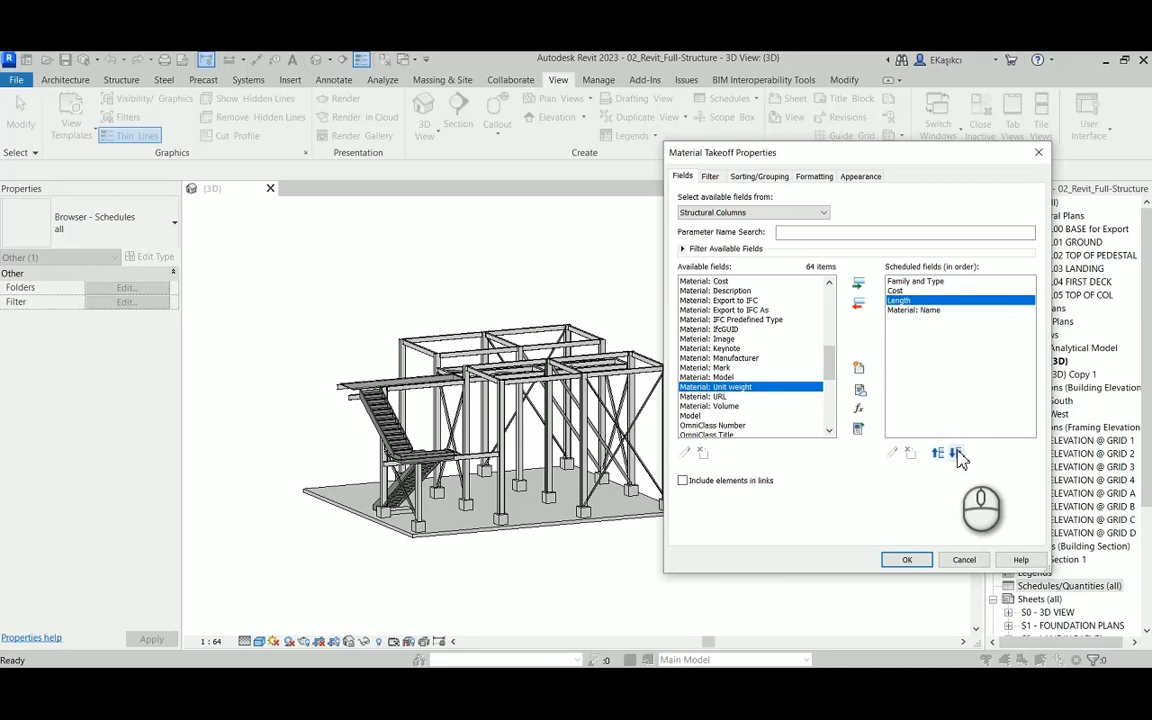 Autodesk Revit 2023 - 02_Revit_Full-Structure - 3D View: {3D}
EKaşıkcı
File Architecture Structure Steel Precast Systems Insert Annotate Analyze Massing & Site Collaborate View Manage Add-Ins Issues BIM Interoperability Tools Modify
Modify
View Templates
Visibility/ Graphics
Filters
Thin Lines
Show Hidden Lines
Remove Hidden Lines
Cut Profile
Render
Render in Cloud
Render Gallery
3D View
Section
Callout
Plan Views
Elevation
Drafting View
Duplicate View
Legends
Schedules
Scope Box
Sheet
View
Title Block
Revisions
Guide Grid
Switch Windows
Close Inactive
Tab Views
Tile Views
User Interface
Select
Graphics
Presentation
Create
Properties
Browser - Schedules
all
Other (1)
Edit Type
Other
Folders Edit...
Filter Edit...
Properties help
Apply
{3D}
Material Takeoff Properties
Fields Filter Sorting/Grouping Formatting Appearance
Select available fields from:
Structural Columns
Parameter Name Search:
Filter Available Fields
Available fields: 64 items
Material: Cost
Material: Description
Material: Export to IFC
Material: Export to IFC As
Material: IFC Predefined Type
Material: IfcGUID
Material: Image
Material: Keynote
Material: Manufacturer
Material: Mark
Material: Model
Material: Unit weight
Material: URL
Material: Volume
Model
OmniClass Number
OmniClass Title
Scheduled fields (in order):
Family and Type
Cost
Length
Material: Name
Include elements in links
OK Cancel Help
02_Revit_Full-Structure
al)
ral Plans
.00 BASE for Export
.01 GROUND
.02 TOP OF PEDESTAL
.03 LANDING
.04 FIRST DECK
.05 TOP OF COL
ns
Plans
Analytical Model
3D)
3D) Copy 1
ns (Building Elevation
South
West
ELEVATION @ GRID 1
ELEVATION @ GRID 2
ELEVATION @ GRID 3
ELEVATION @ GRID 4
ELEVATION @ GRID A
ELEVATION @ GRID B
ELEVATION @ GRID C
ELEVATION @ GRID D
s (Building Section)
Section 1
Legends
Schedules/Quantities (all)
Sheets (all)
S0 - 3D VIEW
S1 - FOUNDATION PLANS
1 : 64
Ready
:0
Main Model
:0